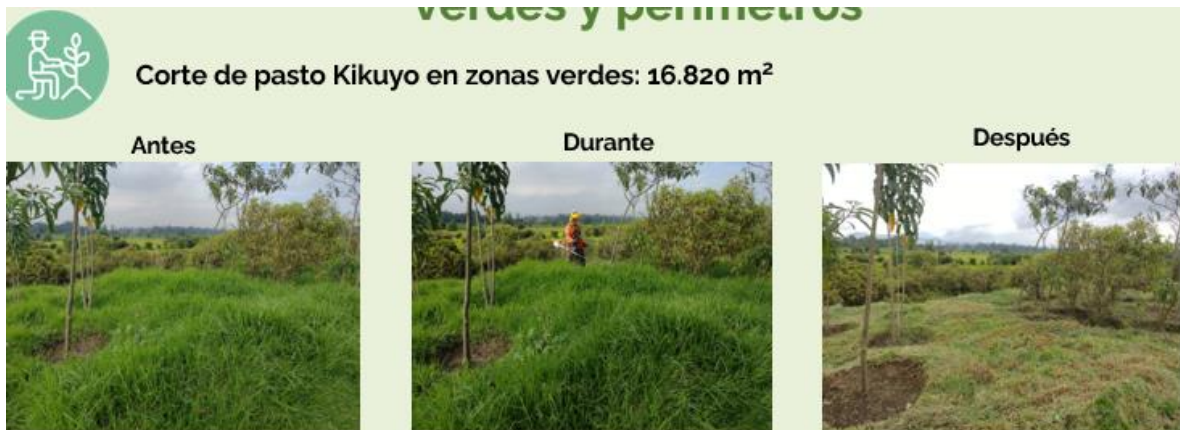 verdes y perímetros
Corte de pasto Kikuyo en zonas verdes: 16.820 m²
Antes
Durante
Después